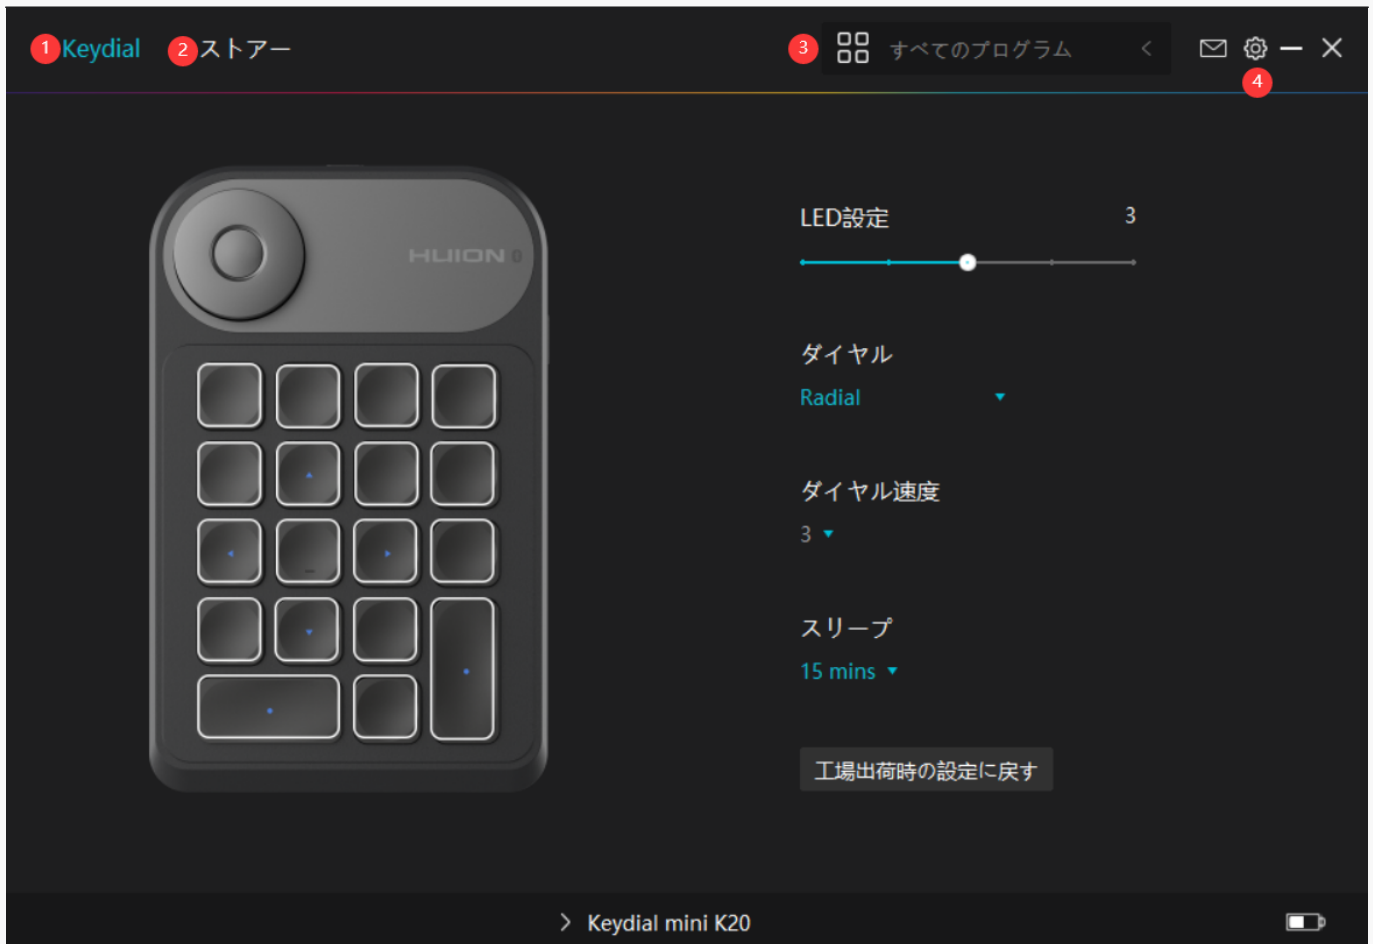 1 Keydial 2 ストアー 3 すべてのプログラム
4
HUION
LED設定 3
ダイヤル
Radial
ダイヤル速度
3
スリープ
15 mins
工場出荷時の設定に戻す
Keydial mini K20